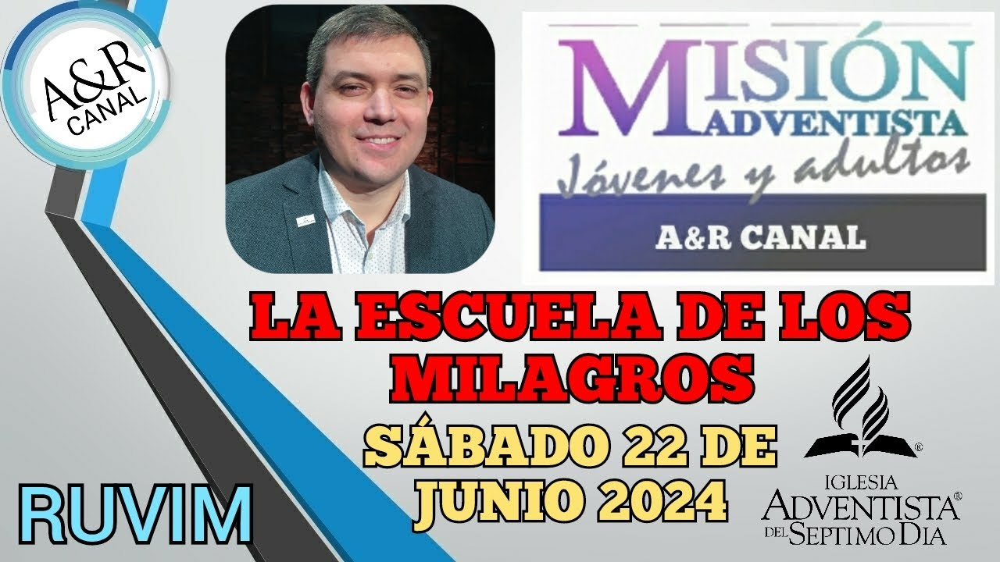 A&R
CANAL
MISIÓN
ADVENTISTA
Jóvenes y adultos
A&R CANAL
LA ESCUELA DE LOS
MILAGROS
SÁBADO 22 DE
JUNIO 2024
RUVIM
®
IGLESIA
ADVENTISTA®
DEL SEPTIMO DIA